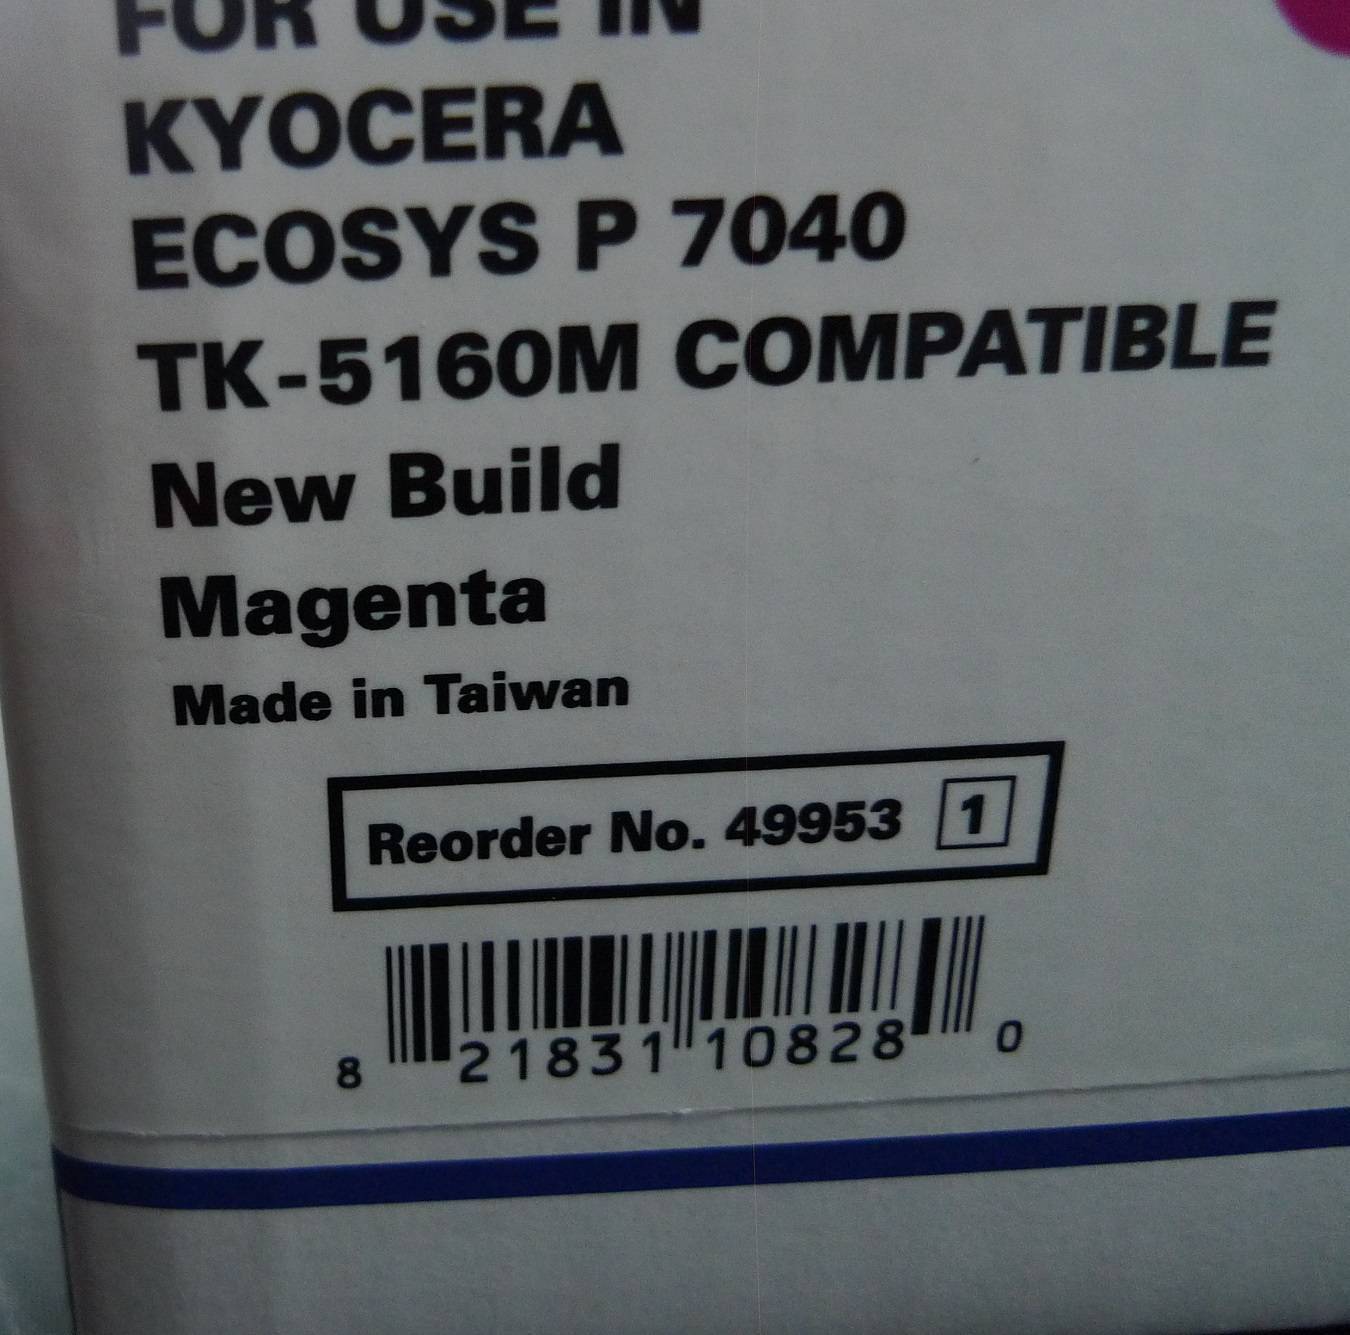 FOR USE IN
KYOCERA
ECOSYS P 7040
TK-5160M COMPATIBLE
New Build
Magenta
Made in Taiwan
Reorder No. 49953 1
8 21831 10828 0